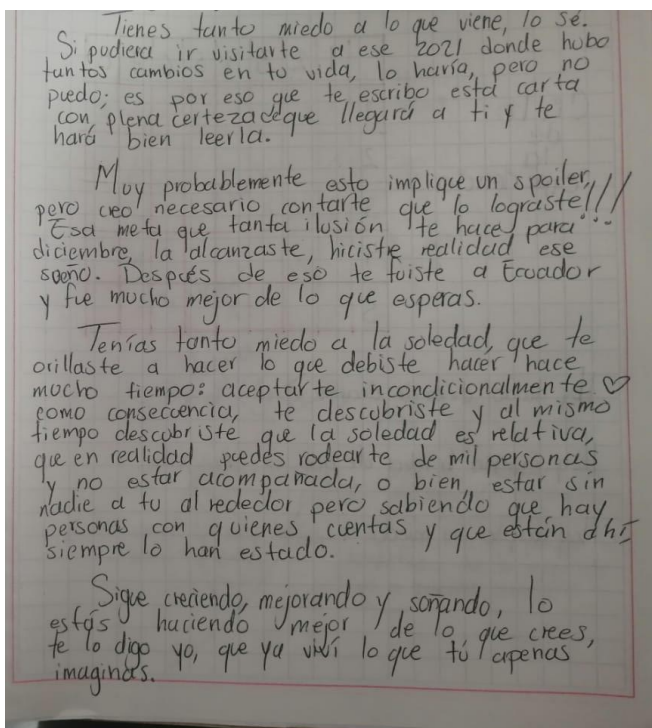 Tienes tanto miedo a lo que viene, lo sé.
Si pudiera ir visitarte a ese 2021 donde hubo
tantos cambios en tu vida, lo haría, pero no
puedo; es por eso que te escribo esta carta
con plena certeza de que llegará a ti y te
hará bien leerla.
Muy probablemente esto implique un spoiler,
pero creo necesario contarte que lo lograste!!!
Esa meta que tanta ilusión te hace para
diciembre, la alcanzaste, hiciste realidad ese
sueño. Después de eso te fuiste a Ecuador
y fue mucho mejor de lo que esperas.
Tenías tanto miedo a la soledad, que te
orillaste a hacer lo que debiste hacer hace
mucho tiempo: aceptarte incondicionalmente ♡
como consecuencia, te descubriste y al mismo
tiempo descubriste que la soledad es relativa,
que en realidad puedes rodearte de mil personas
y no estar acompañada, o bien, estar sin
nadie a tu al rededor pero sabiendo que hay
personas con quienes cuentas y que están ahí,
siempre lo han estado.
Sigue creciendo, mejorando y soñando, lo
estás haciendo mejor de lo que crees,
te lo digo yo, que ya viví lo que tú apenas
imaginas.